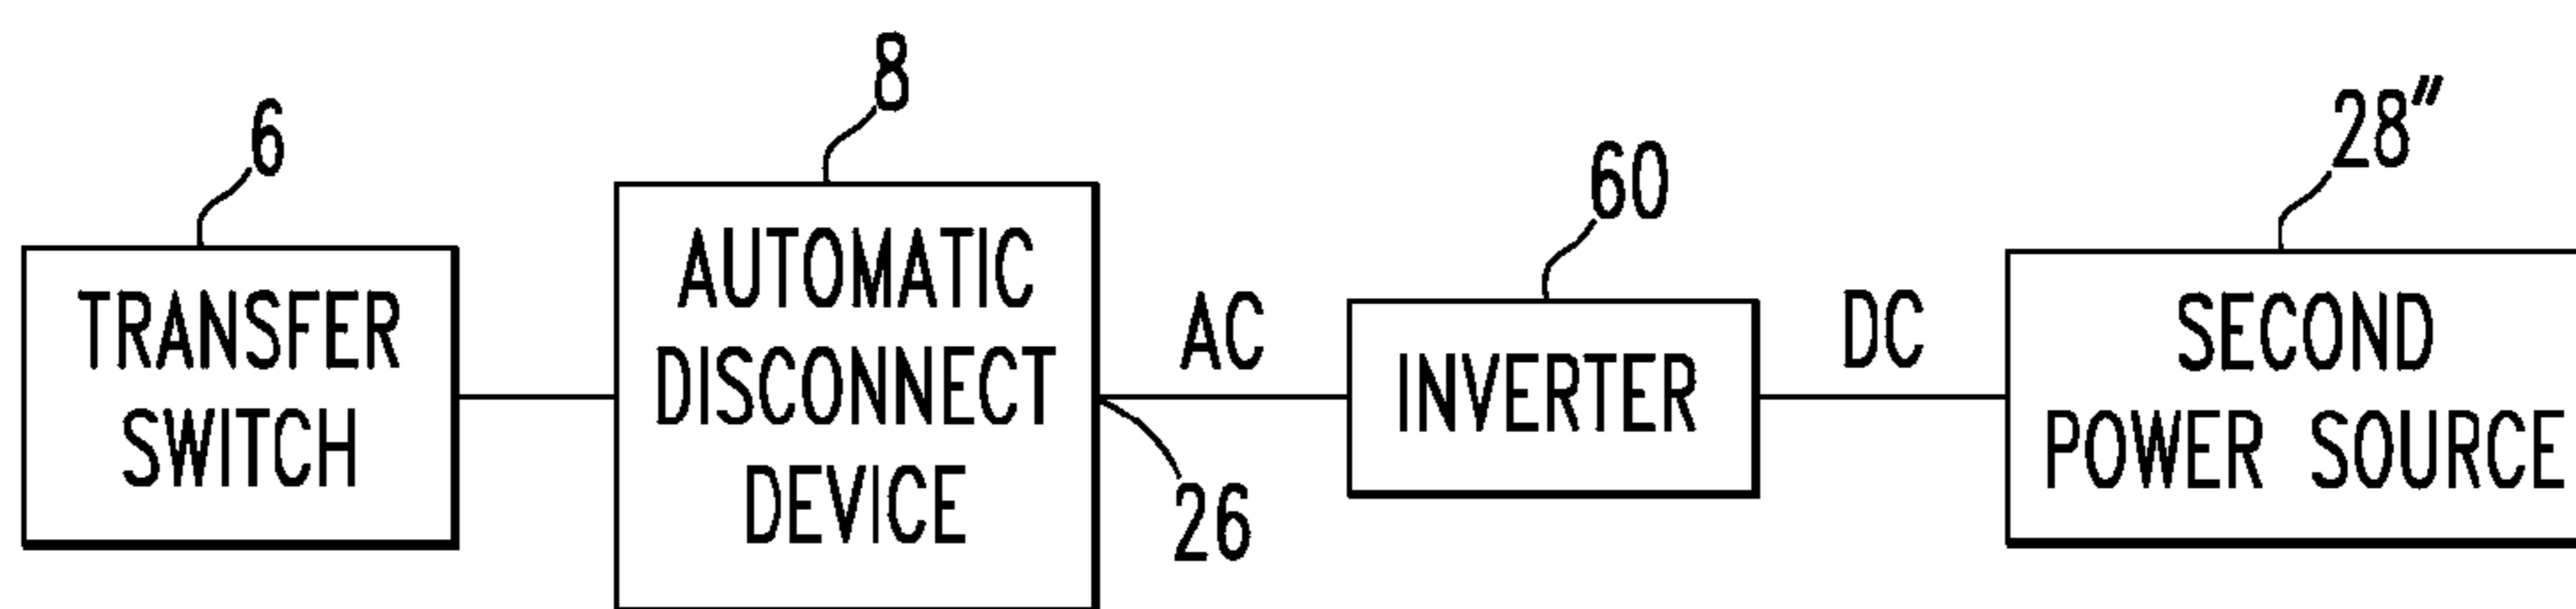 6
8
60
28"
TRANSFER
SWITCH
AUTOMATIC
DISCONNECT
DEVICE
AC
INVERTER
DC
SECOND
POWER SOURCE
26